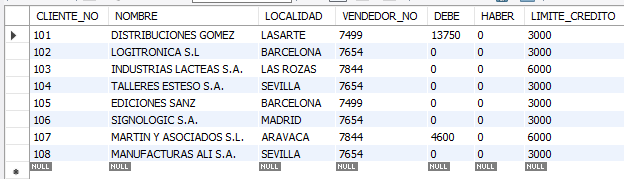 CLIENTE_NO NOMBRE LOCALIDAD VENDEDOR_NO DEBE HABER LIMITE_CREDITO
101 DISTRIBUCIONES GOMEZ LASARTE 7499 13750 0 3000
102 LOGITRONICA S.L BARCELONA 7654 0 0 3000
103 INDUSTRIAS LACTEAS S.A. LAS ROZAS 7844 0 0 6000
104 TALLERES ESTESO S.A. SEVILLA 7654 0 0 3000
105 EDICIONES SANZ BARCELONA 7499 0 0 3000
106 SIGNOLOGIC S.A. MADRID 7654 0 0 3000
107 MARTIN Y ASOCIADOS S.L. ARAVACA 7844 4600 0 6000
108 MANUFACTURAS ALI S.A. SEVILLA 7654 0 0 3000
NULL NULL NULL NULL NULL NULL NULL